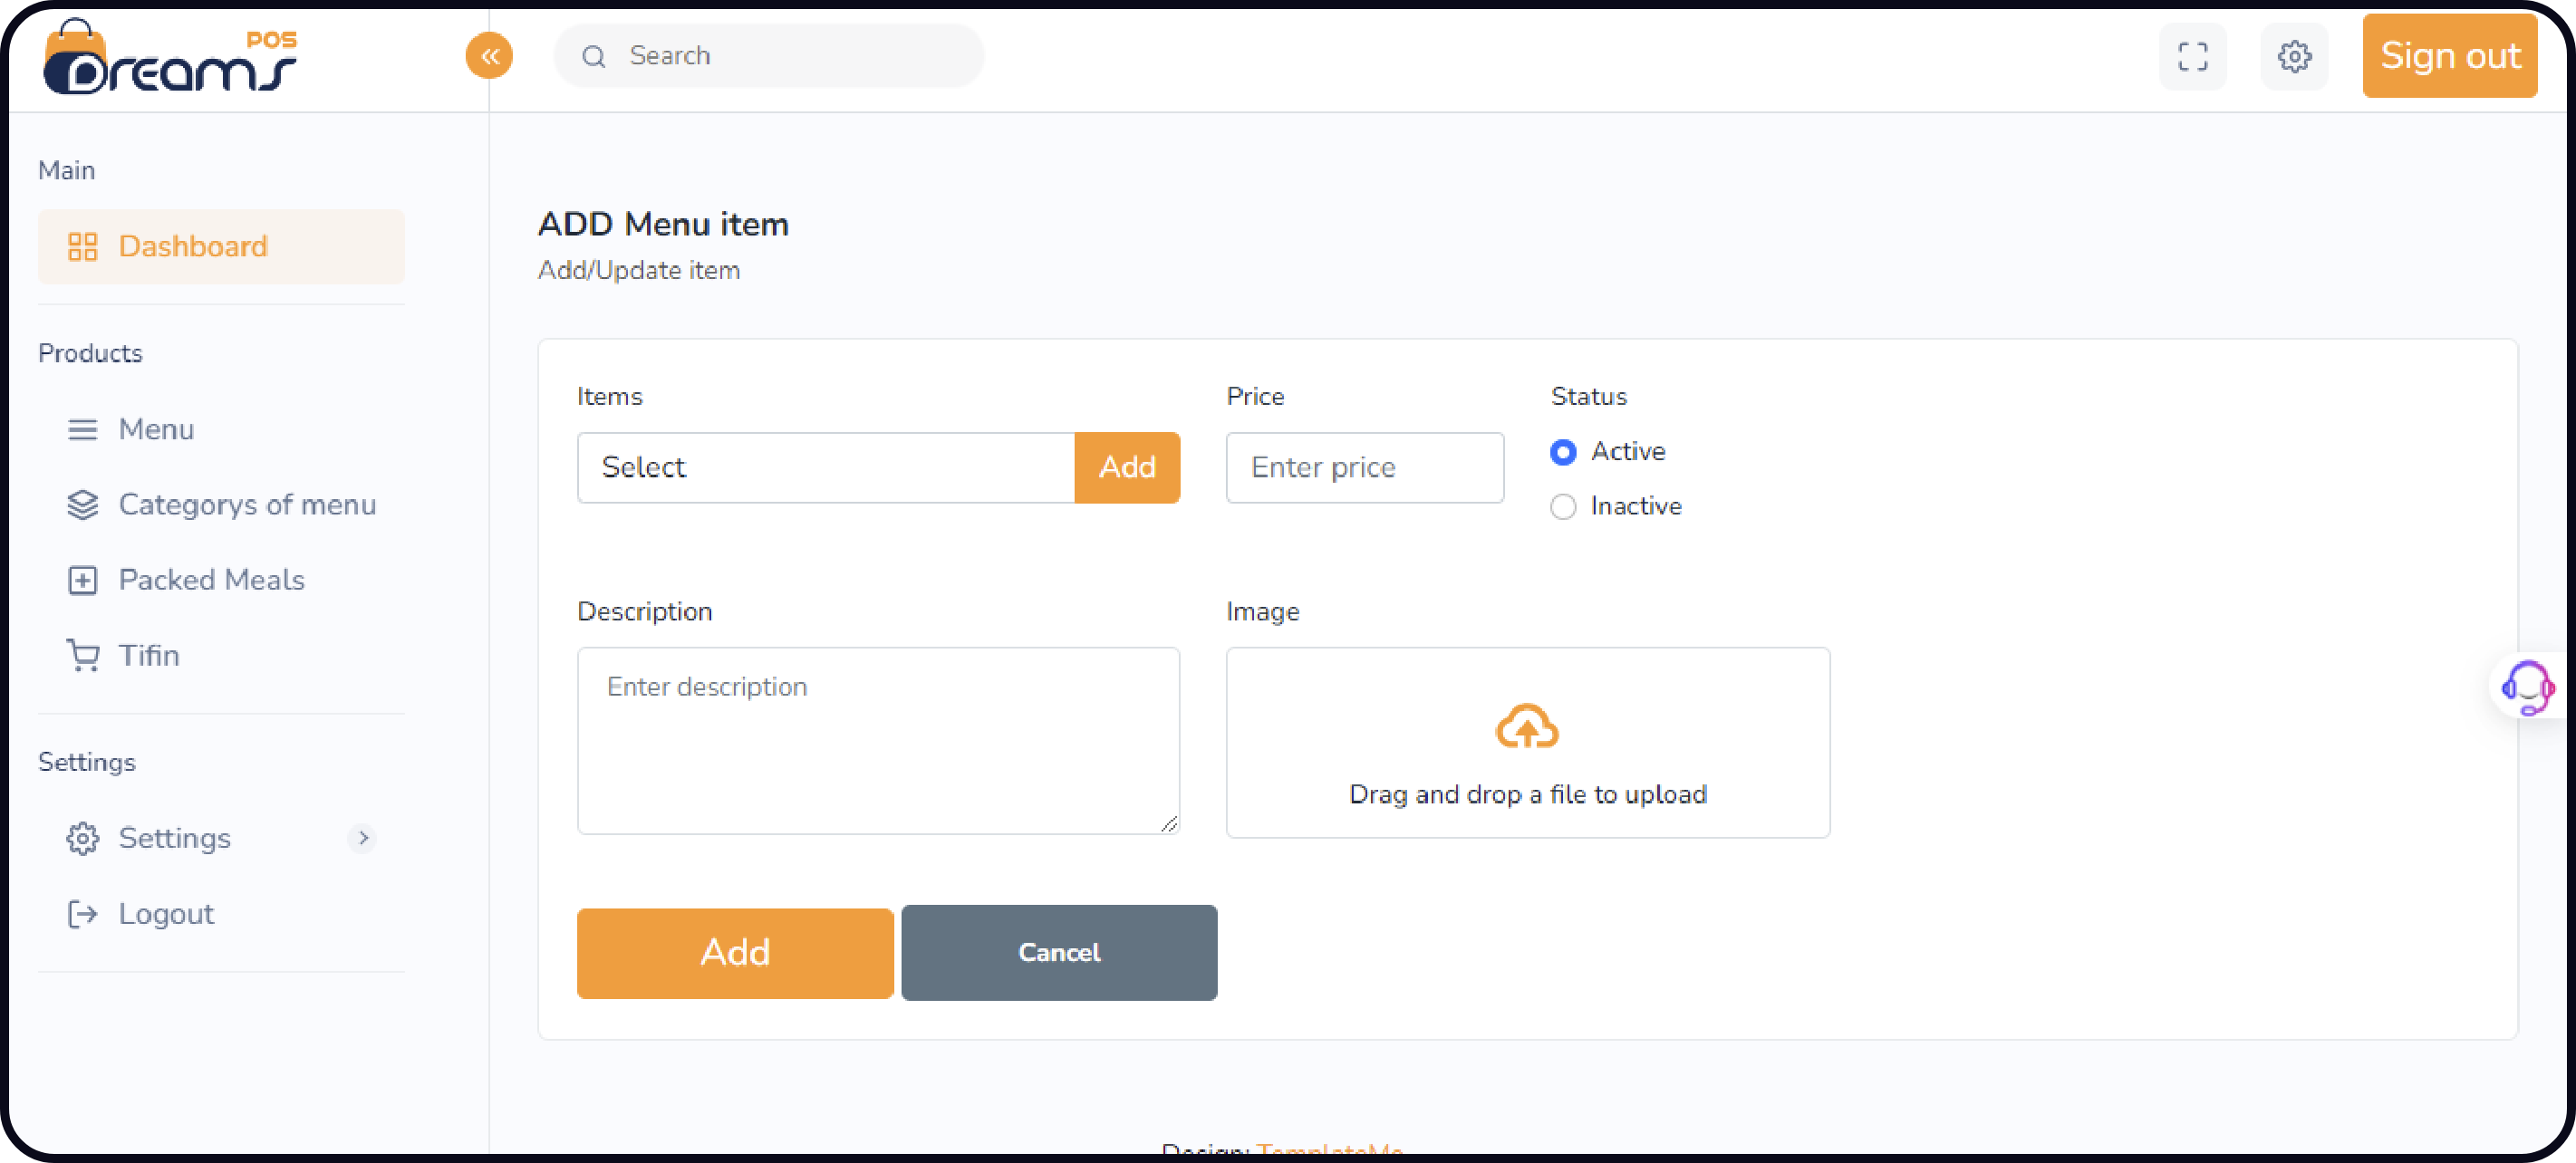 POS
Dreams
Search
Sign out
Main
Dashboard
Products
Menu
Categorys of menu
Packed Meals
Tifin
Settings
Settings
Logout
ADD Menu item
Add/Update item
Items
Price
Status
Select
Add
Enter price
Active
Inactive
Description
Image
Enter description
Drag and drop a file to upload
Add
Cancel
Design: TemplateMo